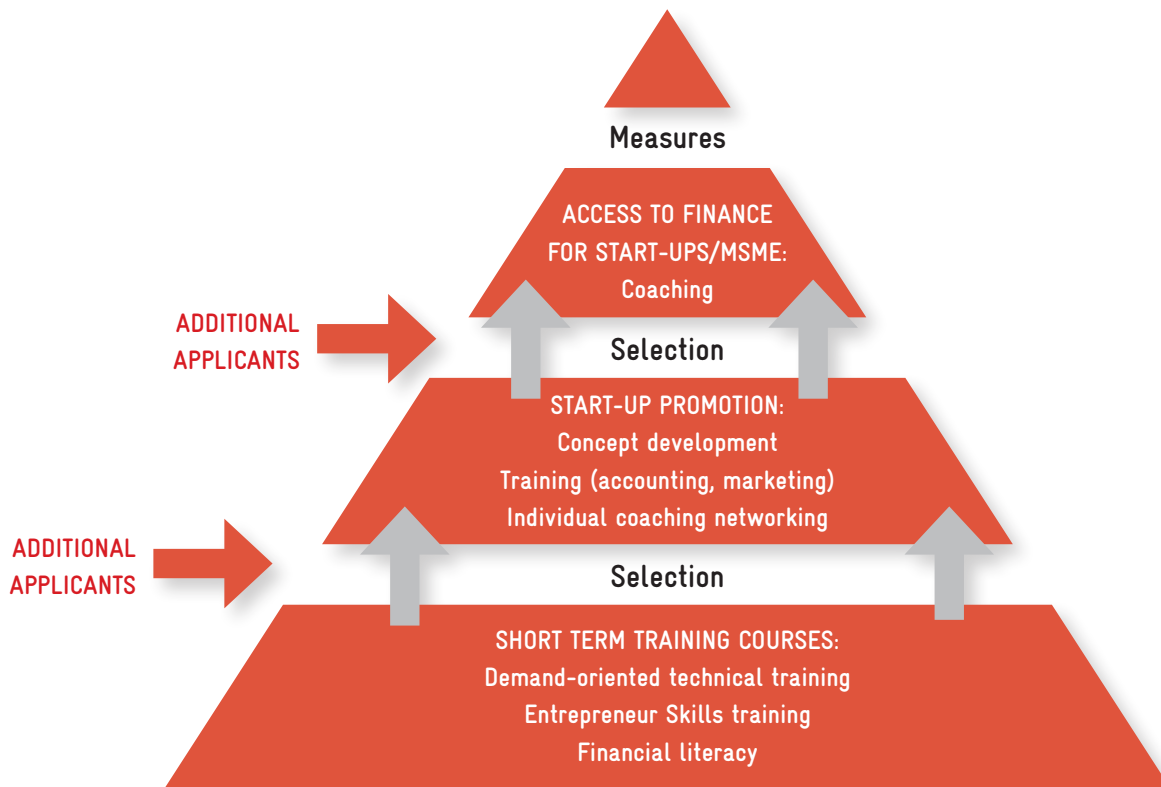 Measures
ACCESS TO FINANCE
FOR START-UPS/MSME:
Coaching
ADDITIONAL
APPLICANTS
Selection
START-UP PROMOTION:
Concept development
Training (accounting, marketing)
Individual coaching networking
ADDITIONAL
APPLICANTS
Selection
SHORT TERM TRAINING COURSES:
Demand-oriented technical training
Entrepreneur Skills training
Financial literacy